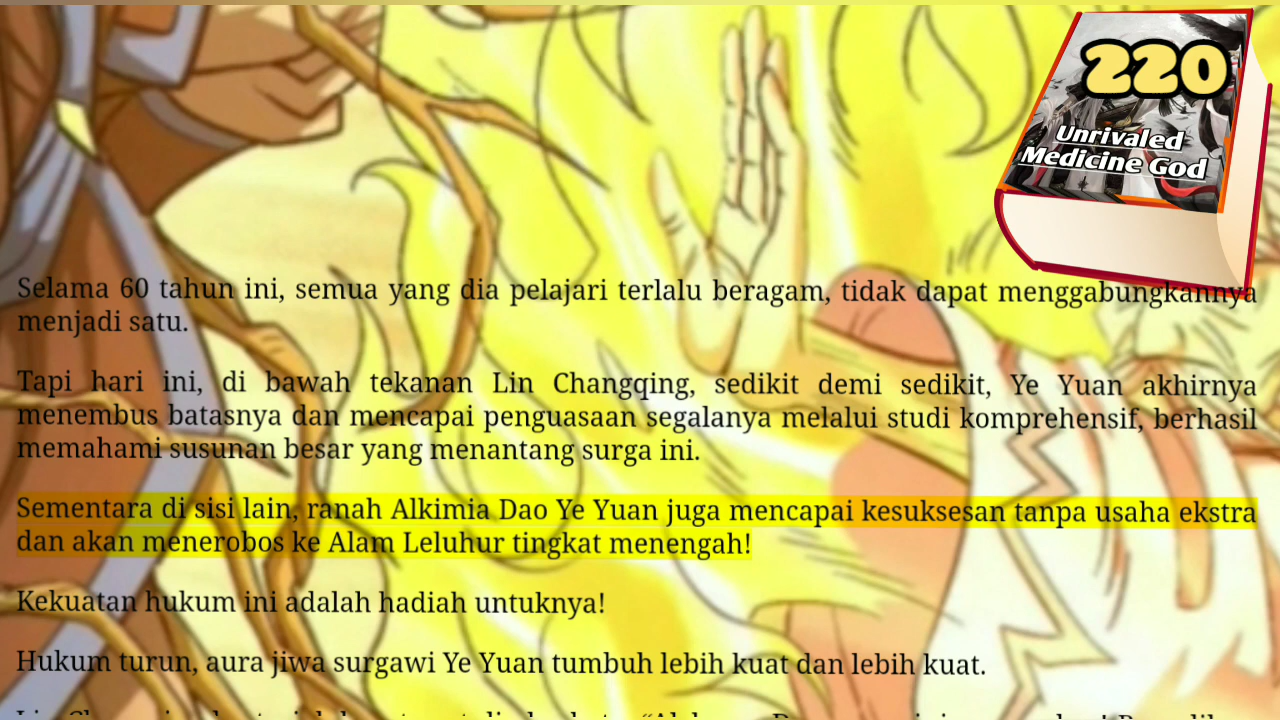 220
Unrivaled
Medicine God
Selama 60 tahun ini, semua yang dia pelajari terlalu beragam, tidak dapat menggabungkannya
menjadi satu.
Tapi hari ini, di bawah tekanan Lin Changqing, sedikit demi sedikit, Ye Yuan akhirnya
menembus batasnya dan mencapai penguasaan segalanya melalui studi komprehensif, berhasil
memahami susunan besar yang menantang surga ini.
Sementara di sisi lain, ranah Alkimia Dao Ye Yuan juga mencapai kesuksesan tanpa usaha ekstra
dan akan menerobos ke Alam Leluhur tingkat menengah!
Kekuatan hukum ini adalah hadiah untuknya!
Hukum turun, aura jiwa surgawi Ye Yuan tumbuh lebih kuat dan lebih kuat.